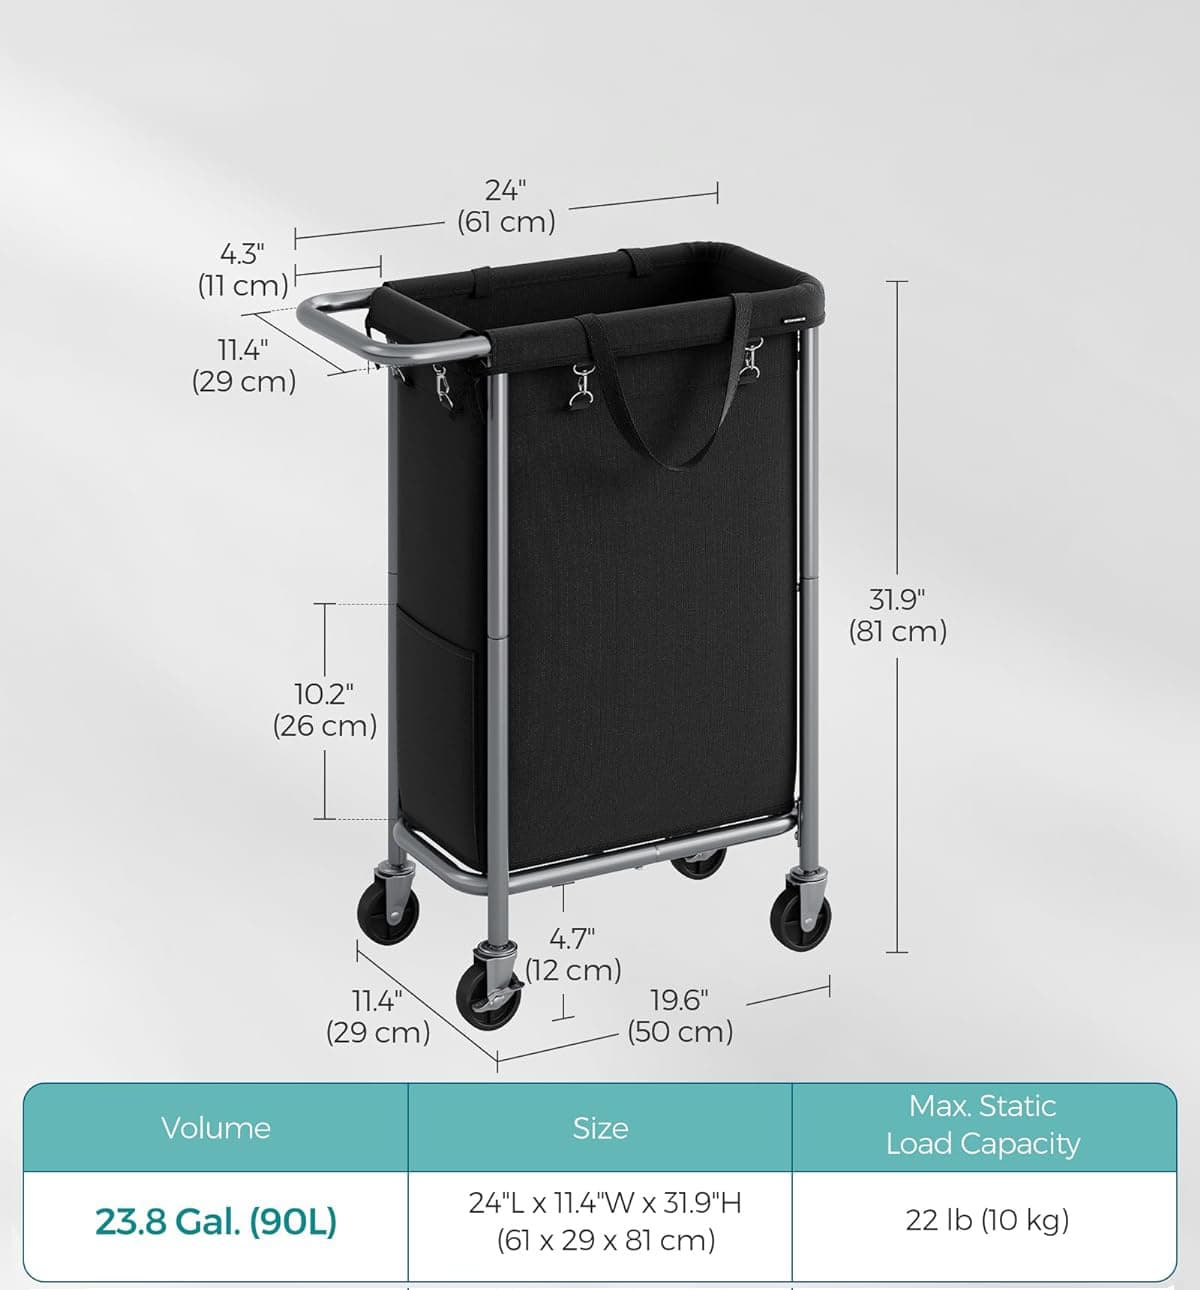 24"
(61 cm)
4.3"
(11 cm)
11.4"
(29 cm)
31.9"
(81 cm)
10.2"
(26 cm)
4.7"
(12 cm)
11.4"
(29 cm)
19.6"
(50 cm)
Volume
Size
Max. Static
Load Capacity
23.8 Gal. (90L)
24"L x 11.4"W x 31.9"H
(61 x 29 x 81 cm)
22 lb (10 kg)